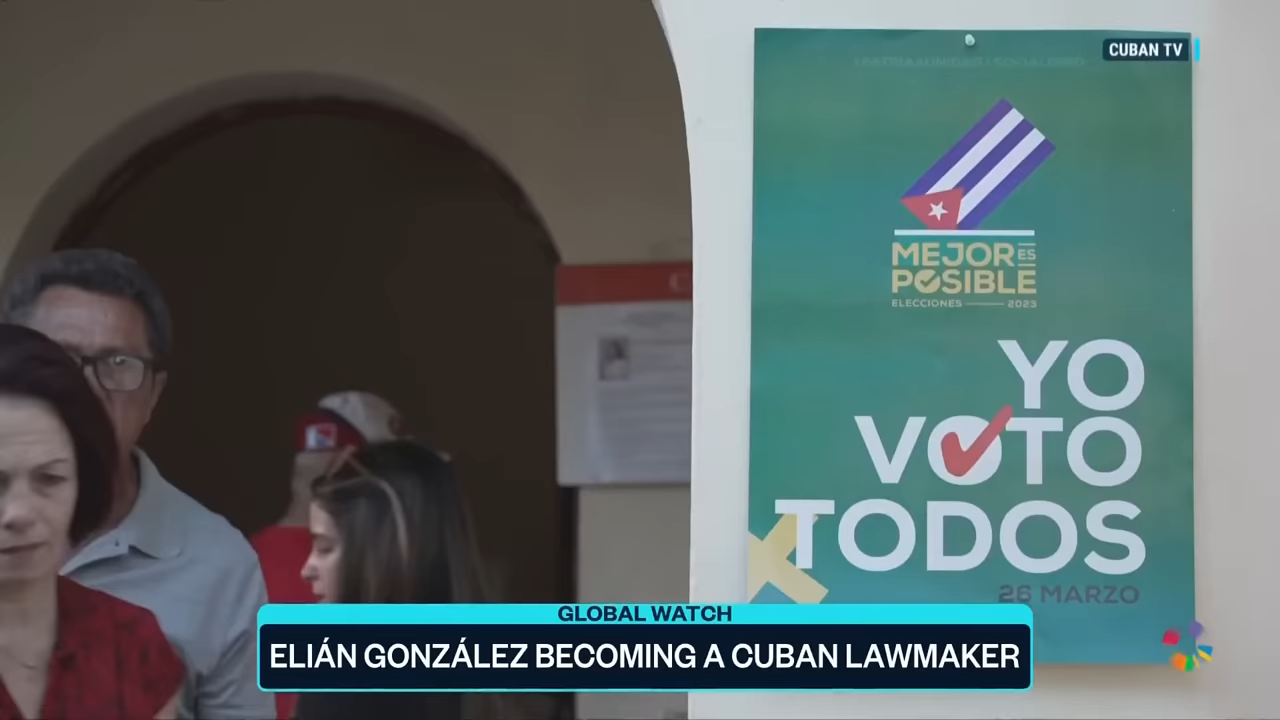 CUBAN TV
MEJOR ES
POSIBLE
ELECCIONES 2023
YO
VOTO
TODOS
26 MARZO
GLOBAL WATCH
ELIÁN GONZÁLEZ BECOMING A CUBAN LAWMAKER